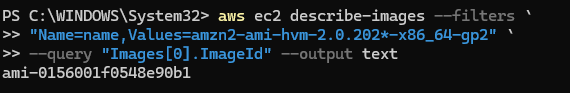 PS C:\WINDOWS\System32> aws ec2 describe-images --filters `
>> "Name=name,Values=amzn2-ami-hvm-2.0.202*-x86_64-gp2" `
>> --query "Images[0].ImageId" --output text
ami-0156001f0548e90b1